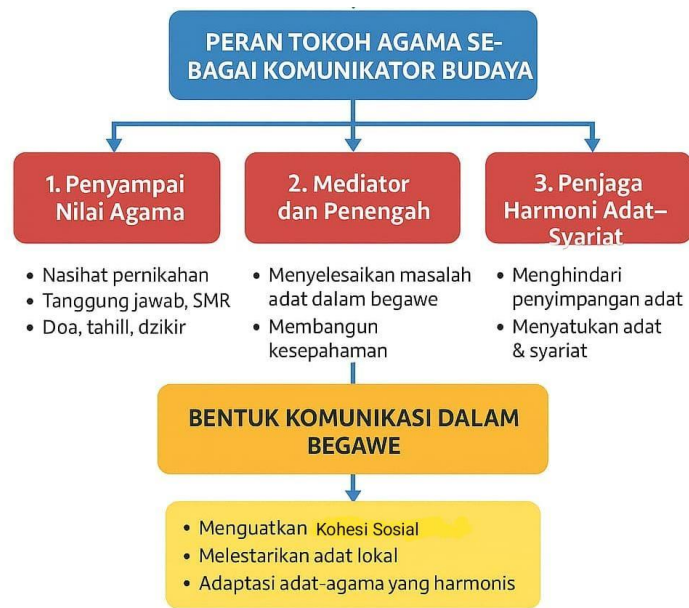 PERAN TOKOH AGAMA SE-
BAGAI KOMUNIKATOR BUDAYA
1. Penyampai
Nilai Agama
• Nasihat pernikahan
• Tanggung jawab, SMR
• Doa, tahill, dzikir
2. Mediator
dan Penengah
• Menyelesaikan masalah
adat dalam begawe
• Membangun
kesepahaman
3. Penjaga
Harmoni Adat–
Syariat
• Menghindari
penyimpangan adat
• Menyatukan adat
& syariat
BENTUK KOMUNIKASI DALAM
BEGAWE
• Menguatkan Kohesi Sosial
• Melestarikan adat lokal
• Adaptasi adat-agama yang harmonis